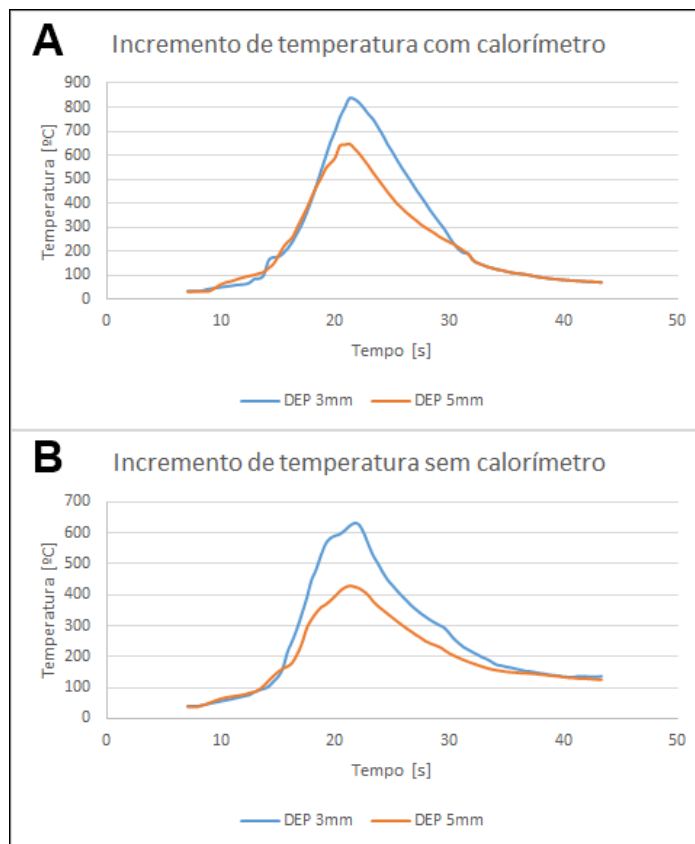 A
Incremento de temperatura com calorímetro
Temperatura [ºC]
900
800
700
600
500
400
300
200
100
0
0 10 20 30 40 50
Tempo [s]
DEP 3mm DEP 5mm
B
Incremento de temperatura sem calorímetro
Temperatura [ºC]
700
600
500
400
300
200
100
0
0 10 20 30 40 50
Tempo [s]
DEP 3mm DEP 5mm